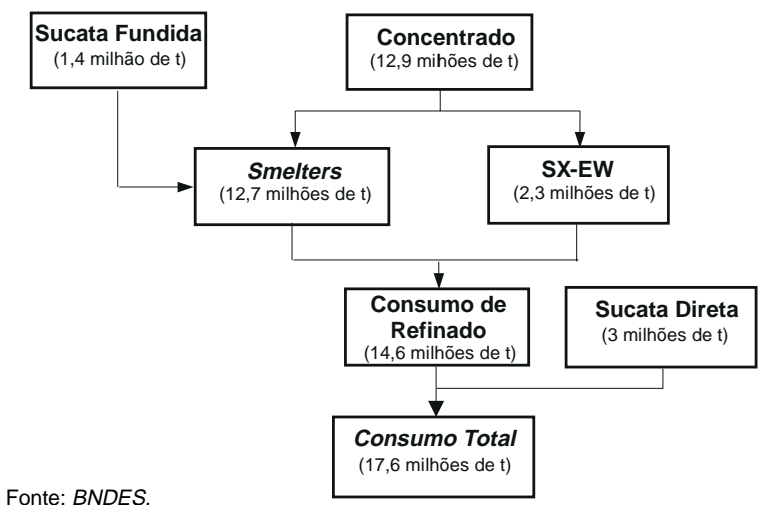 Sucata Fundida
(1,4 milhão de t)
Concentrado
(12,9 mihões de t)
Smelters
(12,7 milhões de t)
SX-EW
(2,3 milhões de t)
Consumo de
Refinado
(14,6 milhões de t)
Sucata Direta
(3 milhões de t)
Consumo Total
(17,6 milhões de t)
Fonte: BNDES.